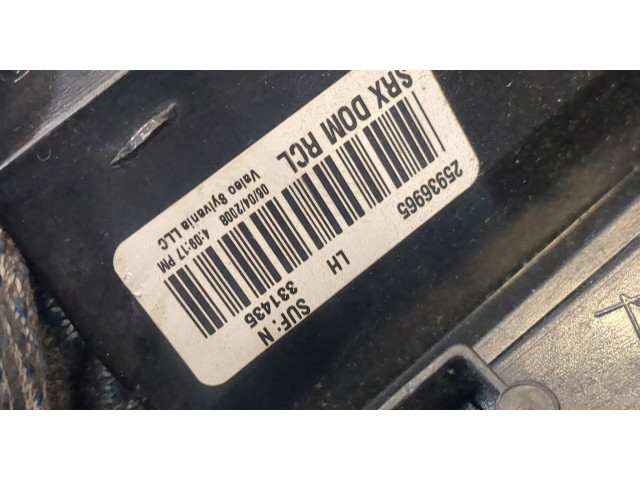 SRX DOM RCL
25936965
LH
SUF: N
331435
06/04/2008 4:09:17 PM
Valeo Sylvania LLC